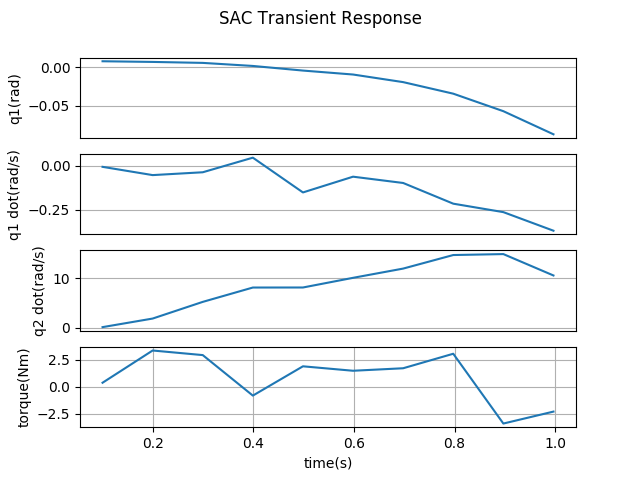 SAC Transient Response
q1(rad)
0.00
−0.05
q1 dot(rad/s)
0.00
−0.25
q2 dot(rad/s)
10
0
torque(Nm)
2.5
0.0
−2.5
0.2 0.4 0.6 0.8 1.0
time(s)